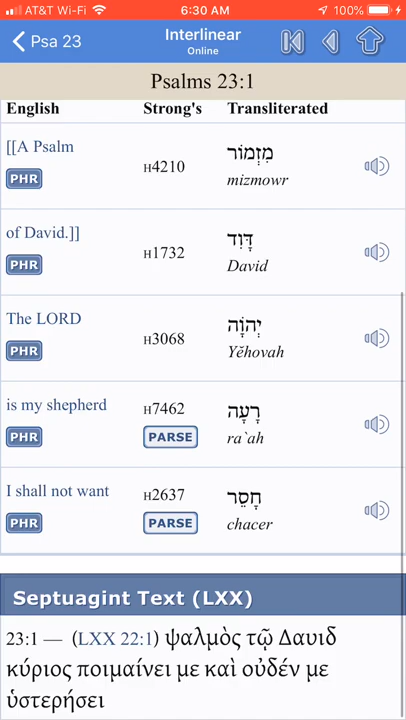 AT&T Wi-Fi 6:30 AM 100%
Psa 23 Interlinear
Online
Psalms 23:1
English Strong's Transliterated
[[A Psalm H4210 מִזְמוֹר
PHR mizmowr
of David.]] H1732 דָּוִד
PHR David
The LORD H3068 יְהוָֹה
PHR Yĕhovah
is my shepherd H7462 רָעָה
PHR PARSE ra`ah
I shall not want H2637 חָסֵר
PHR PARSE chacer
Septuagint Text (LXX)
23:1 — (LXX 22:1) ψαλμὸς τῷ Δαυιδ
κύριος ποιμαίνει με καὶ οὐδέν με
ὑστερήσει